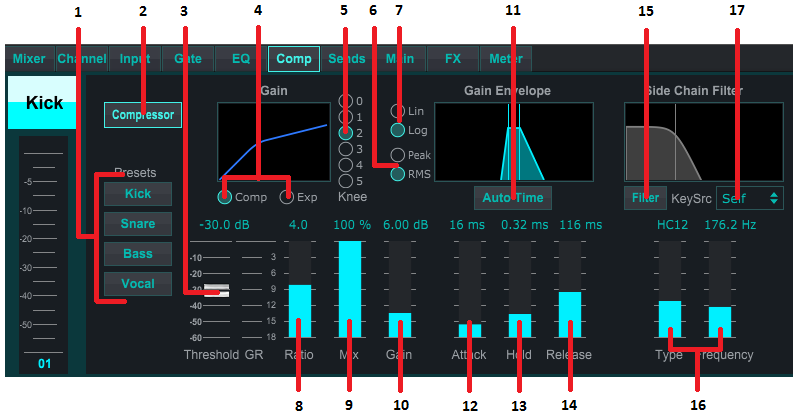 1 2 3 4 5 6 7 11 15 17
Mixer Channel Input Gate EQ Comp Sends Main FX Meter
Kick
Compressor
Gain
0
1
2
3
4
5
Knee
Lin
Log
Peak
RMS
Gain Envelope
Side Chain Filter
Presets
Kick
Snare
Bass
Vocal
Comp Exp
Auto Time
Filter KeySrc Self
-30.0 dB 4.0 100 % 6.00 dB 16 ms 0.32 ms 116 ms HC12 176.2 Hz
-5
-10
-20
-30
-40
-50
01
-10
-20
-30
-40
-50
-60
3
6
9
12
15
18
Threshold GR Ratio Mix Gain Attack Hold Release Type Frequency
8 9 10 12 13 14 16